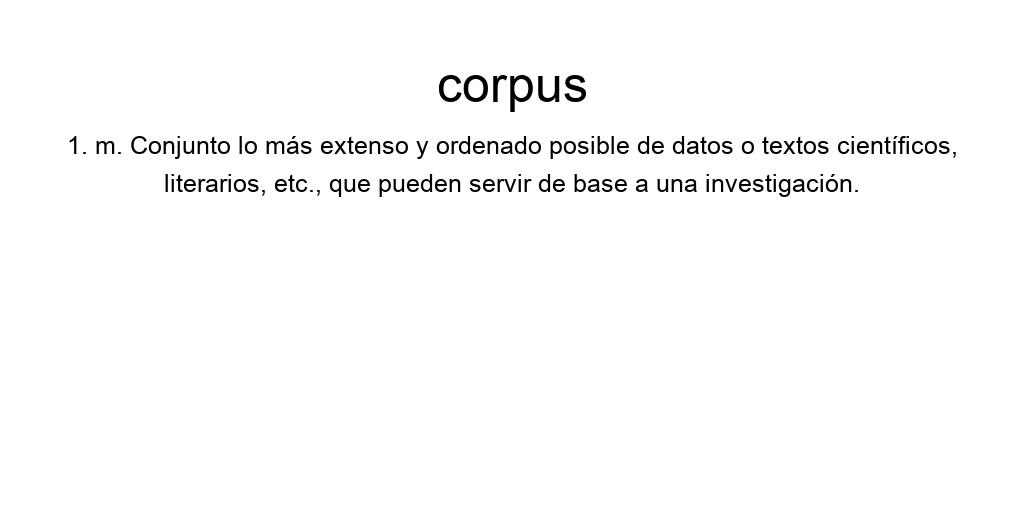 corpus
1. m. Conjunto lo más extenso y ordenado posible de datos o textos científicos,
literarios, etc., que pueden servir de base a una investigación.